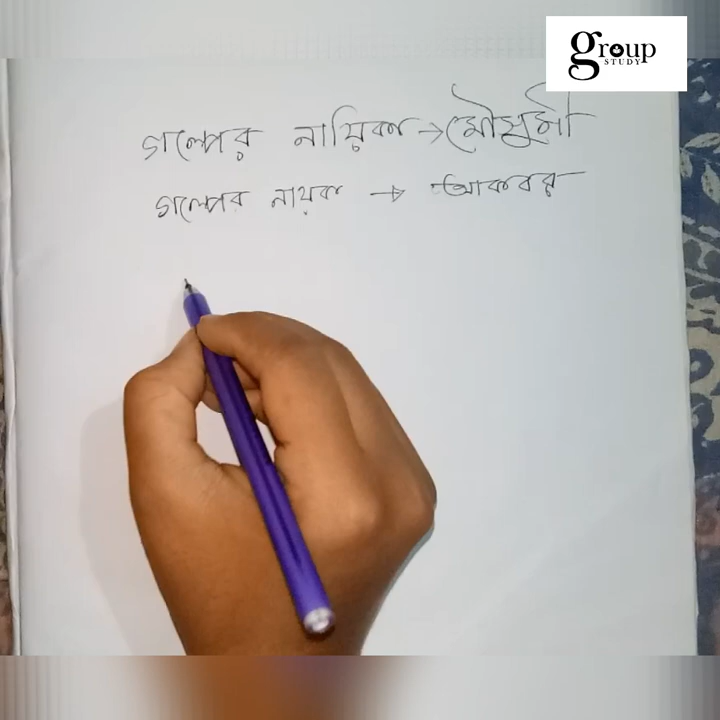 group
STUDY
গল্পের নায়িকা → মৌসুমী
গল্পের নায়ক → আকবর